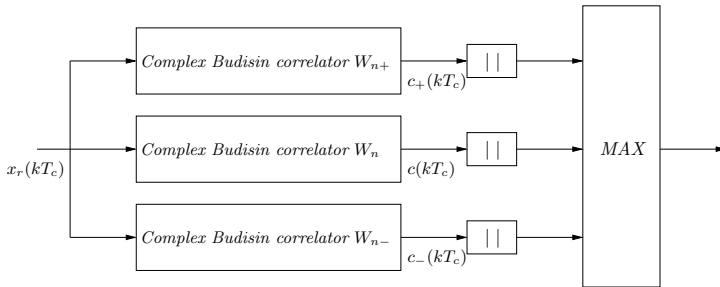 Complex Budisin correlator W_{n+}
| |
c_+(kT_c)
Complex Budisin correlator W_n
| |
MAX
x_r(kT_c)
c(kT_c)
Complex Budisin correlator W_{n-}
| |
c_-(kT_c)